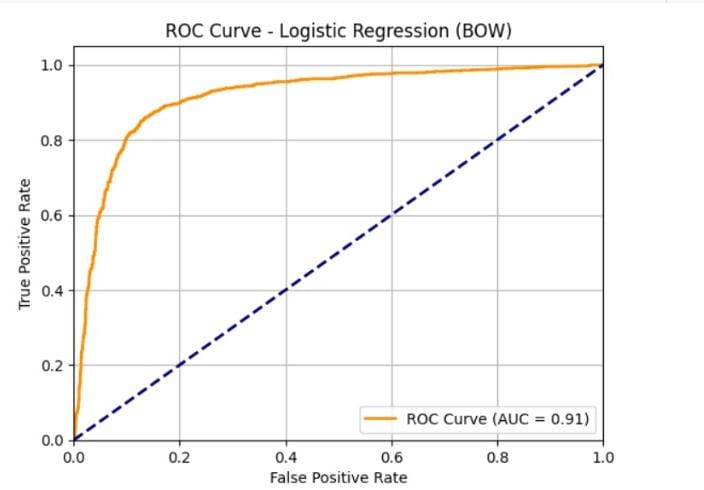 ROC Curve - Logistic Regression (BOW)
True Positive Rate
1.0
0.8
0.6
0.4
0.2
0.0
ROC Curve (AUC = 0.91)
0.0 0.2 0.4 0.6 0.8 1.0
False Positive Rate